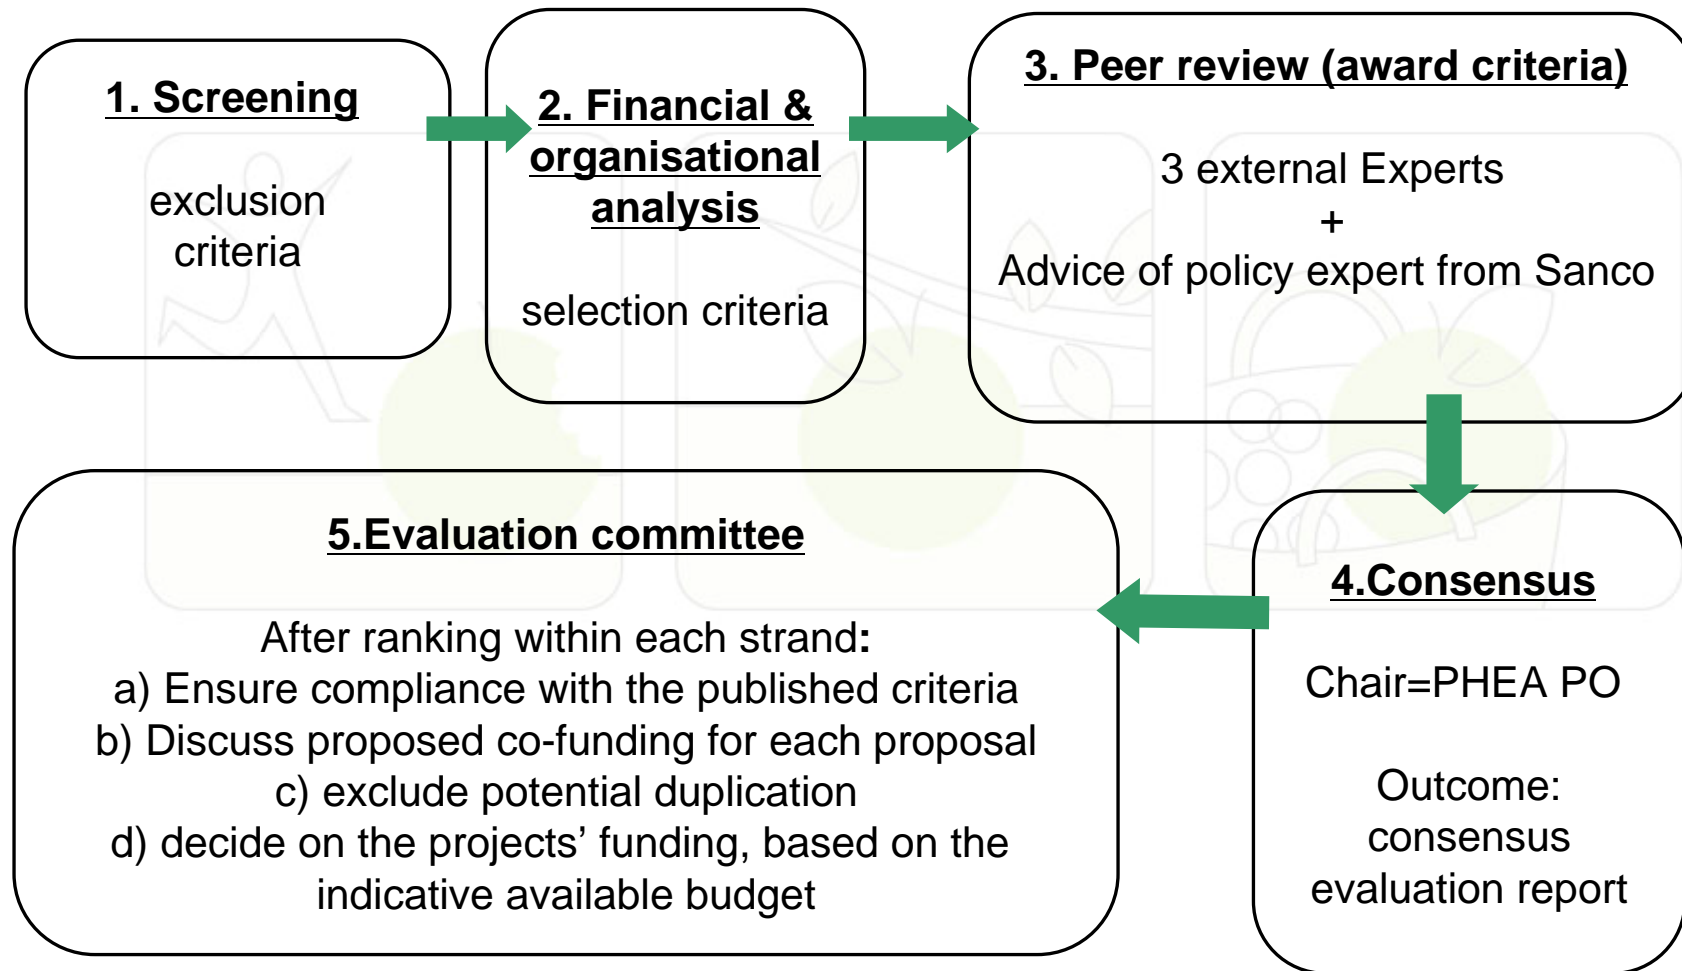 1. Screening
exclusion
criteria
2. Financial &
organisational
analysis
selection criteria
3. Peer review (award criteria)
3 external Experts
+
Advice of policy expert from Sanco
4.Consensus
Chair=PHEA PO
Outcome:
consensus
evaluation report
5.Evaluation committee
After ranking within each strand:
a) Ensure compliance with the published criteria
b) Discuss proposed co-funding for each proposal
c) exclude potential duplication
d) decide on the projects’ funding, based on the
indicative available budget